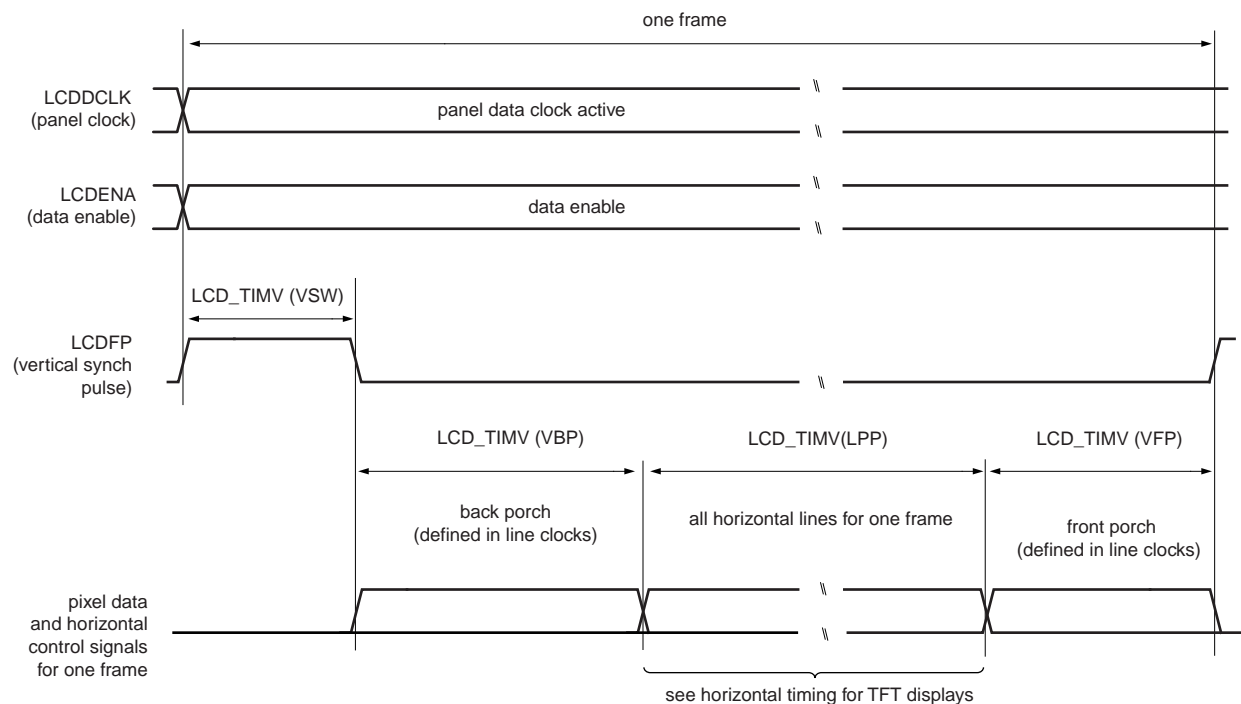 one frame
LCDDCLK
(panel clock)
panel data clock active
LCDENA
(data enable)
data enable
LCD_TIMV (VSW)
LCDFP
(vertical synch
pulse)
LCD_TIMV (VBP)
LCD_TIMV(LPP)
LCD_TIMV (VFP)
back porch
(defined in line clocks)
all horizontal lines for one frame
front porch
(defined in line clocks)
pixel data
and horizontal
control signals
for one frame
see horizontal timing for TFT displays